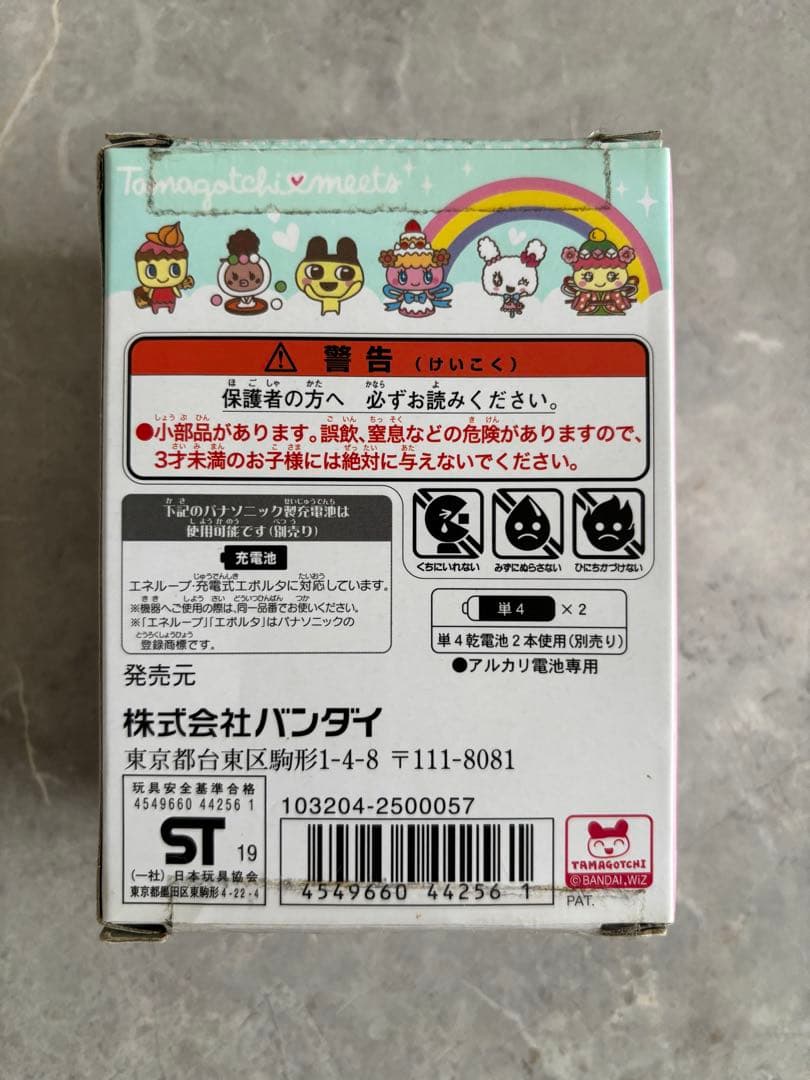 Tamagotchi♥meets
⚠ 警告 (けいこく)
保護者の方へ 必ずお読みください。
●小部品があります。誤飲、窒息などの危険がありますので、
3才未満のお子様には絶対に与えないでください。
下記のパナソニック製充電池は
使用可能です(別売り)
充電池
エネループ・充電式エボルタに対応しています。
※機器へご使用の際は、同一品番でお使いください。
※「エネループ」「エボルタ」はパナソニックの
登録商標です。
くちにいれない みずにぬらさない ひにちかづけない
単4 ×2
単4乾電池2本使用(別売り)
●アルカリ電池専用
発売元
株式会社バンダイ
東京都台東区駒形1-4-8 〒111-8081
玩具安全基準合格
4549660 44256 1
ST 19
(一社)日本玩具協会
東京都墨田区東駒形4-22-4
103204-2500057
4549660 442561
TAMAGOTCHI
©BANDAI,WiZ
PAT.